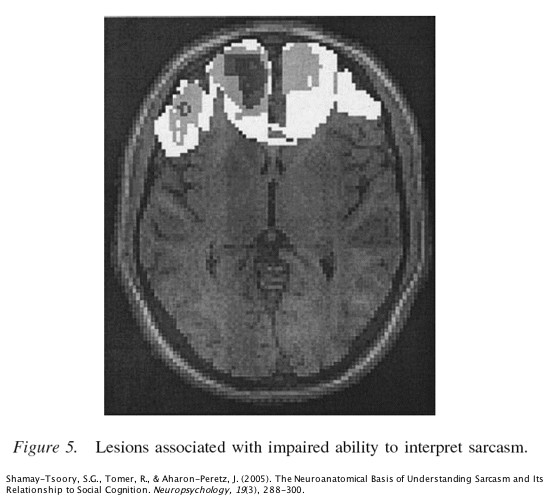 Figure 5. Lesions associated with impaired ability to interpret sarcasm.
Shamay-Tsoory, S.G., Tomer, R., & Aharon-Peretz, J. (2005). The Neuroanatomical Basis of Understanding Sarcasm and Its
Relationship to Social Cognition. Neuropsychology, 19(3), 288-300.